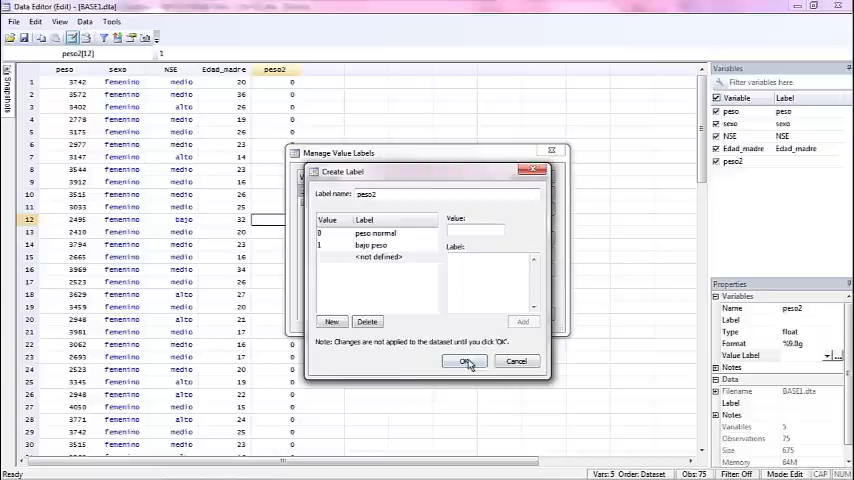 Data Editor (Edit) - [BASE1.dta]
File Edit View Data Tools
peso2[12] 1
Snapshots
peso sexo NSE Edad_madre peso2
1 3742 femenino medio 20 0
2 3572 femenino medio 36 0
3 3402 femenino alto 26 0
4 2778 femenino medio 19 0
5 3175 femenino medio 26 0
6 2977 femenino medio 23
7 3147 femenino alto 14
8 3544 femenino medio 23
9 3912 femenino medio 24
10 3515 femenino medio 26
11 3033 femenino medio 25
12 2495 femenino bajo 32
13 2410 femenino medio 20
14 3794 femenino medio 23
15 2665 femenino medio 16
16 3969 femenino medio 34
17 2523 femenino medio 26
18 3629 femenino alto 27
19 3459 femenino medio 20
20 2948 femenino medio 21
21 3981 femenino medio 17
22 3062 femenino medio 16
23 2523 femenino medio 24
24 2920 femenino medio 20 0
25 3345 femenino alto 19 0
26 2948 femenino alto 22 0
27 4050 femenino medio 15 0
28 3771 femenino alto 24 0
29 3742 femenino alto 25 0
30 3515 femenino medio 23 0
Manage Value Labels
Create Label
Label name: peso2
Value Label
0 peso normal
1 bajo peso
<not defined>
Value:
Label:
New Delete Add
Note: Changes are not applied to the dataset until you click 'OK'.
OK Cancel
Variables
Filter variables here
Variable Label
peso peso
sexo sexo
NSE NSE
Edad_madre Edad_madre
peso2
Properties
Variables
Name peso2
Label
Type float
Format %9.0g
Value Label
Notes
Data
Filename BASE1.dta
Label
Notes
Variables 5
Observations 75
Size 675
Memory 64M
Ready Vars: 5 Order: Dataset Obs: 75 Filter: Off Mode: Edit CAP NUM